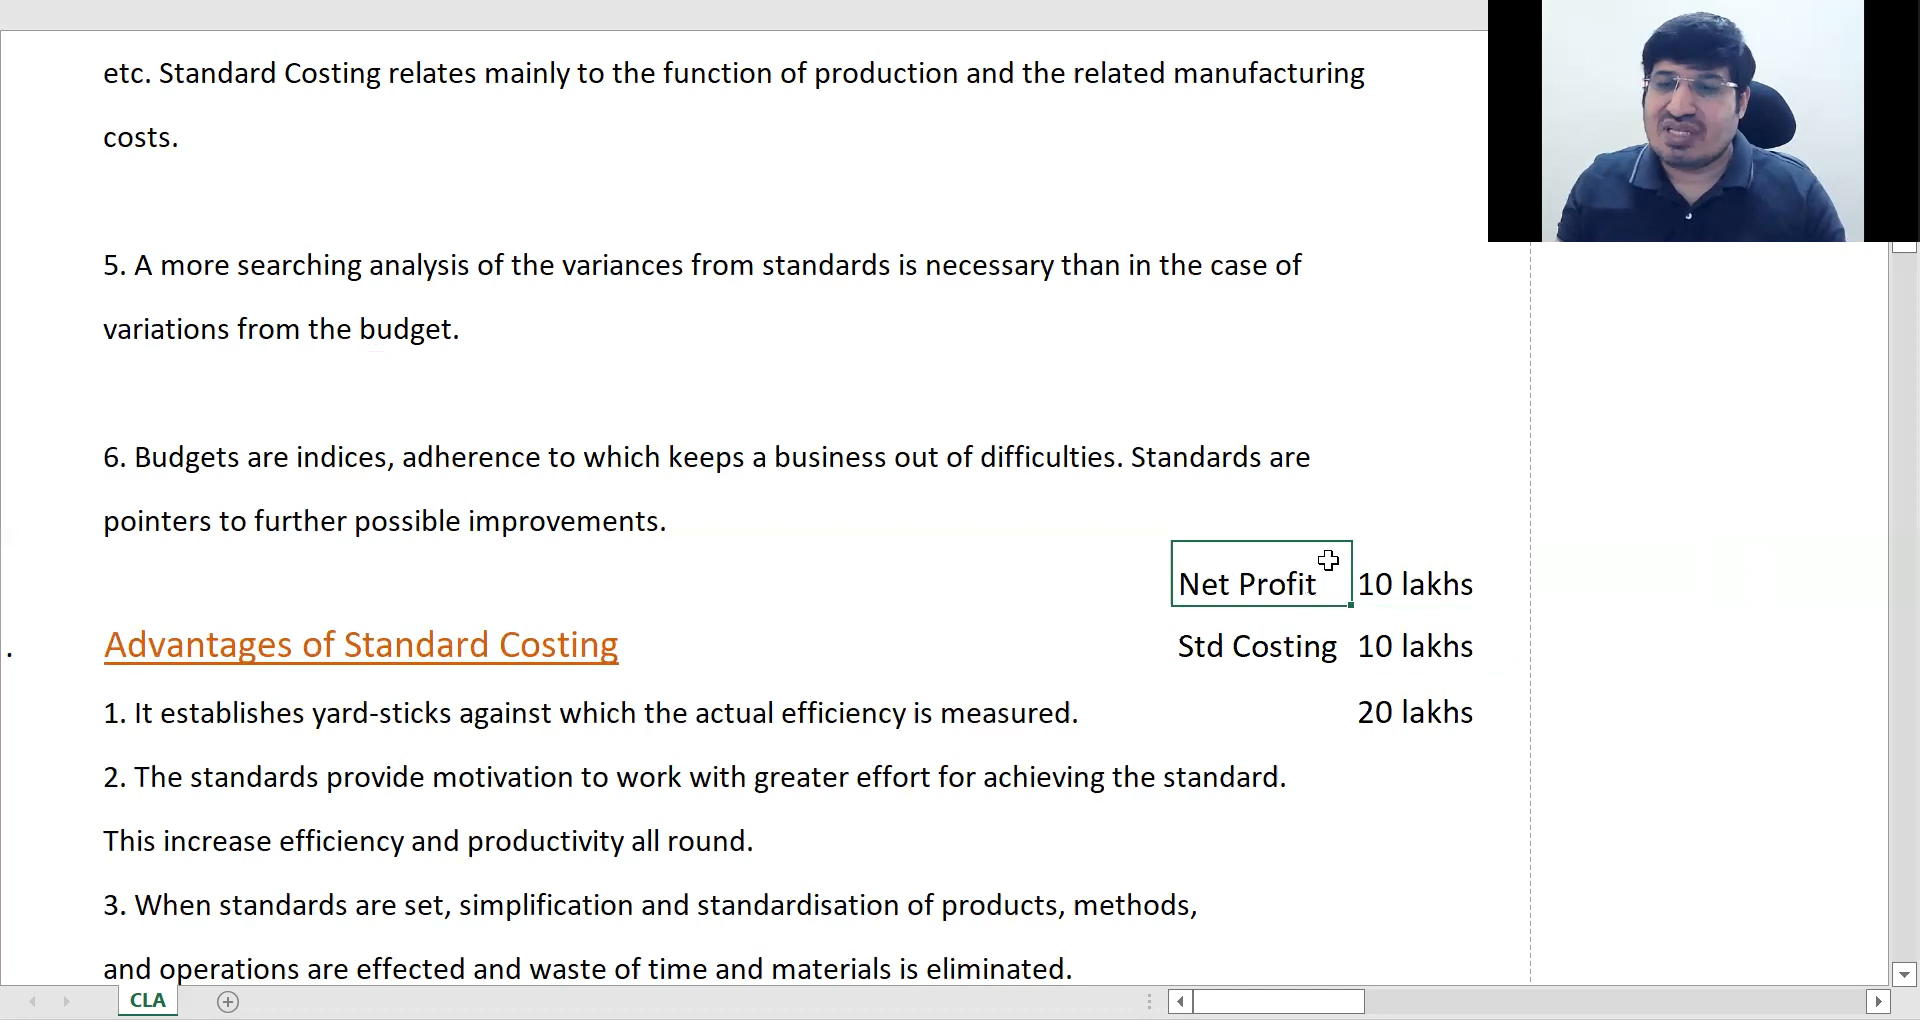 etc. Standard Costing relates mainly to the function of production and the related manufacturing
costs.
5. A more searching analysis of the variances from standards is necessary than in the case of
variations from the budget.
6. Budgets are indices, adherence to which keeps a business out of difficulties. Standards are
pointers to further possible improvements.
Net Profit 10 lakhs
. Advantages of Standard Costing Std Costing 10 lakhs
1. It establishes yard-sticks against which the actual efficiency is measured. 20 lakhs
2. The standards provide motivation to work with greater effort for achieving the standard.
This increase efficiency and productivity all round.
3. When standards are set, simplification and standardisation of products, methods,
and operations are effected and waste of time and materials is eliminated.
CLA